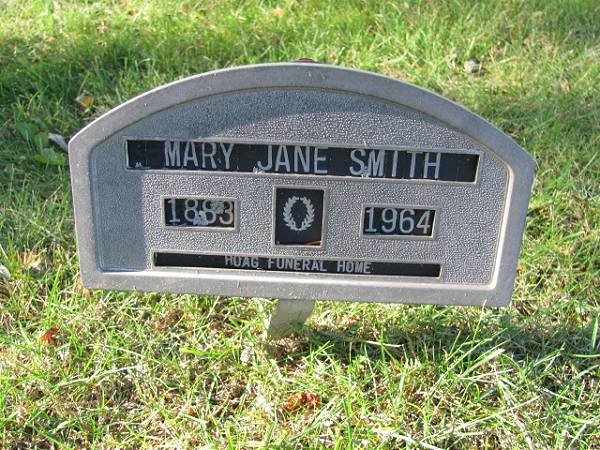 MARY JANE SMITH
1883 1964
HOAG FUNERAL HOME